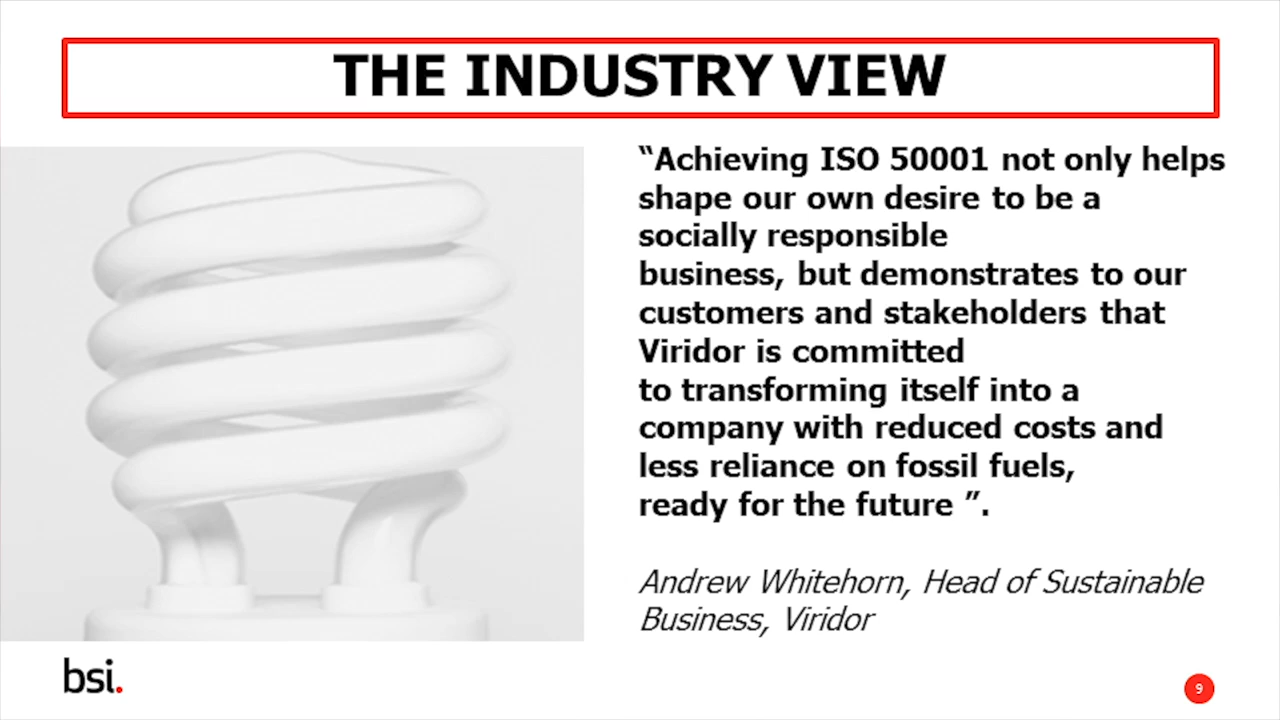 THE INDUSTRY VIEW
“Achieving ISO 50001 not only helps
shape our own desire to be a
socially responsible
business, but demonstrates to our
customers and stakeholders that
Viridor is committed
to transforming itself into a
company with reduced costs and
less reliance on fossil fuels,
ready for the future ”.
Andrew Whitehorn, Head of Sustainable
Business, Viridor
bsi.
9